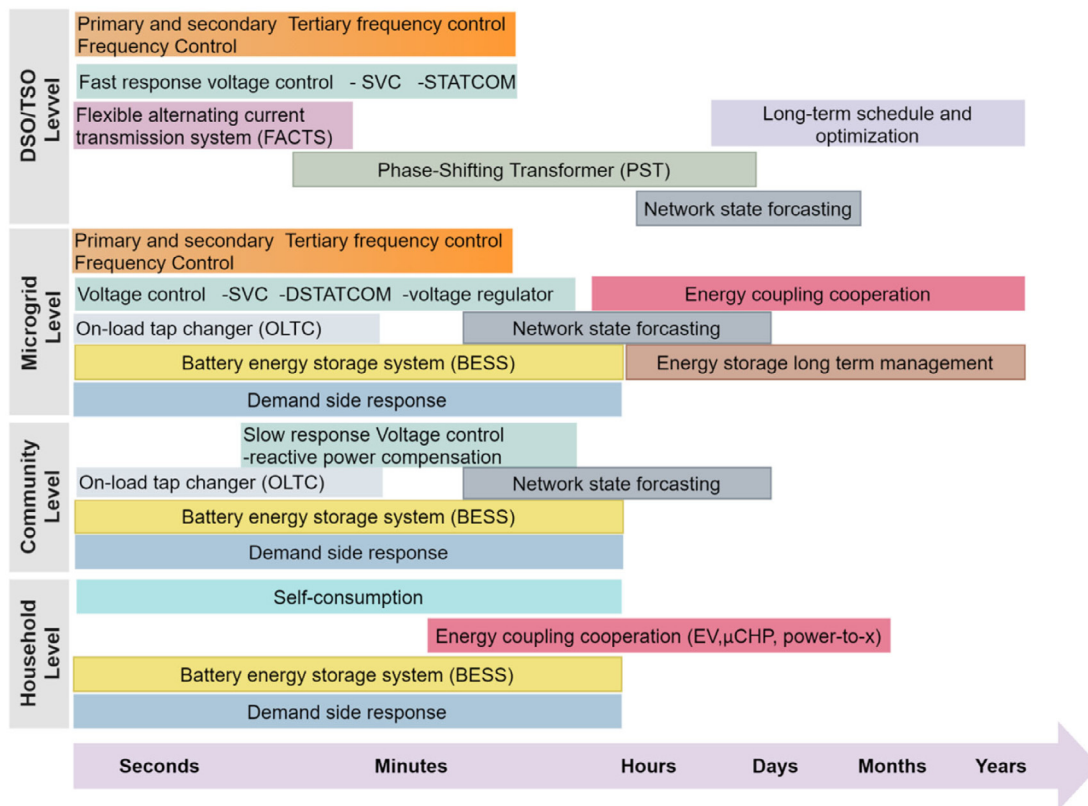 DSO/TSO
Levvel
Primary and secondary  Tertiary frequency control
Frequency Control
Fast response voltage control  - SVC  -STATCOM
Flexible alternating current
transmission system (FACTS)
Long-term schedule and
optimization
Phase-Shifting Transformer (PST)
Network state forcasting
Microgrid
Level
Primary and secondary  Tertiary frequency control
Frequency Control
Voltage control  -SVC  -DSTATCOM  -voltage regulator
Energy coupling cooperation
On-load tap changer (OLTC)
Network state forcasting
Battery energy storage system (BESS)
Energy storage long term management
Demand side response
Community
Level
Slow response Voltage control
-reactive power compensation
On-load tap changer (OLTC)
Network state forcasting
Battery energy storage system (BESS)
Demand side response
Household
Level
Self-consumption
Energy coupling cooperation (EV,μCHP, power-to-x)
Battery energy storage system (BESS)
Demand side response
Seconds
Minutes
Hours
Days
Months
Years